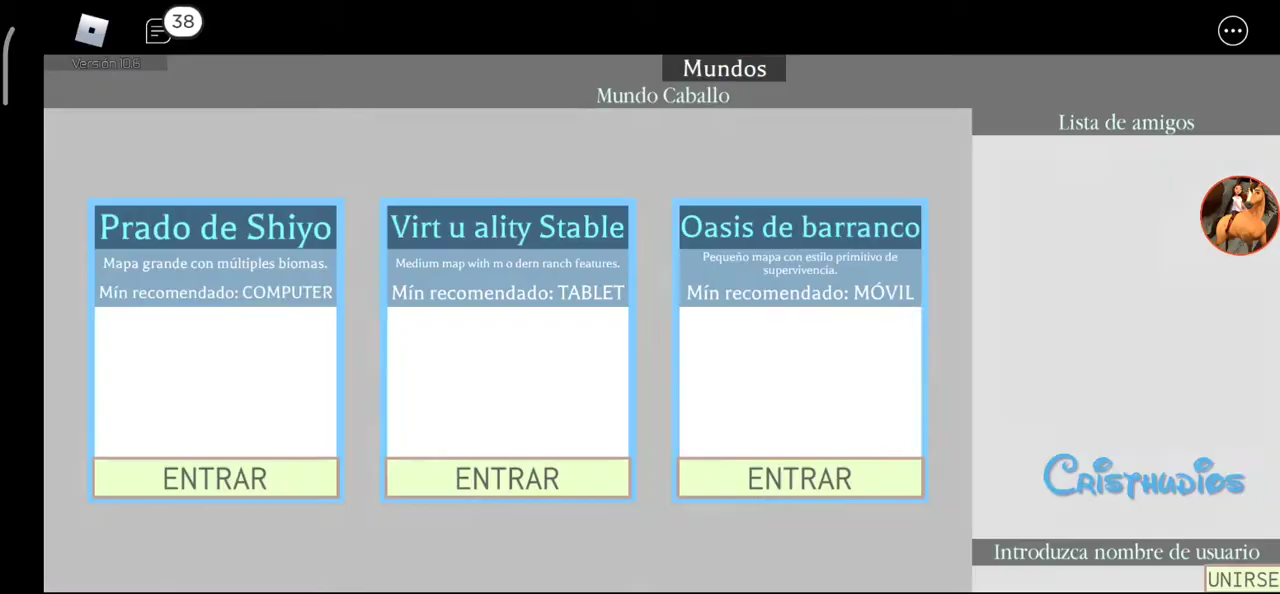 38
Versión 10.6
Mundos
Mundo Caballo
Lista de amigos
Prado de Shiyo
Mapa grande con múltiples biomas.
Mín recomendado: COMPUTER
ENTRAR
Virt u ality Stable
Medium map with m o dern ranch features.
Mín recomendado: TABLET
ENTRAR
Oasis de barranco
Pequeño mapa con estilo primitivo de
supervivencia.
Mín recomendado: MÓVIL
ENTRAR
Cristhudios
Introduzca nombre de usuario
UNIRSE